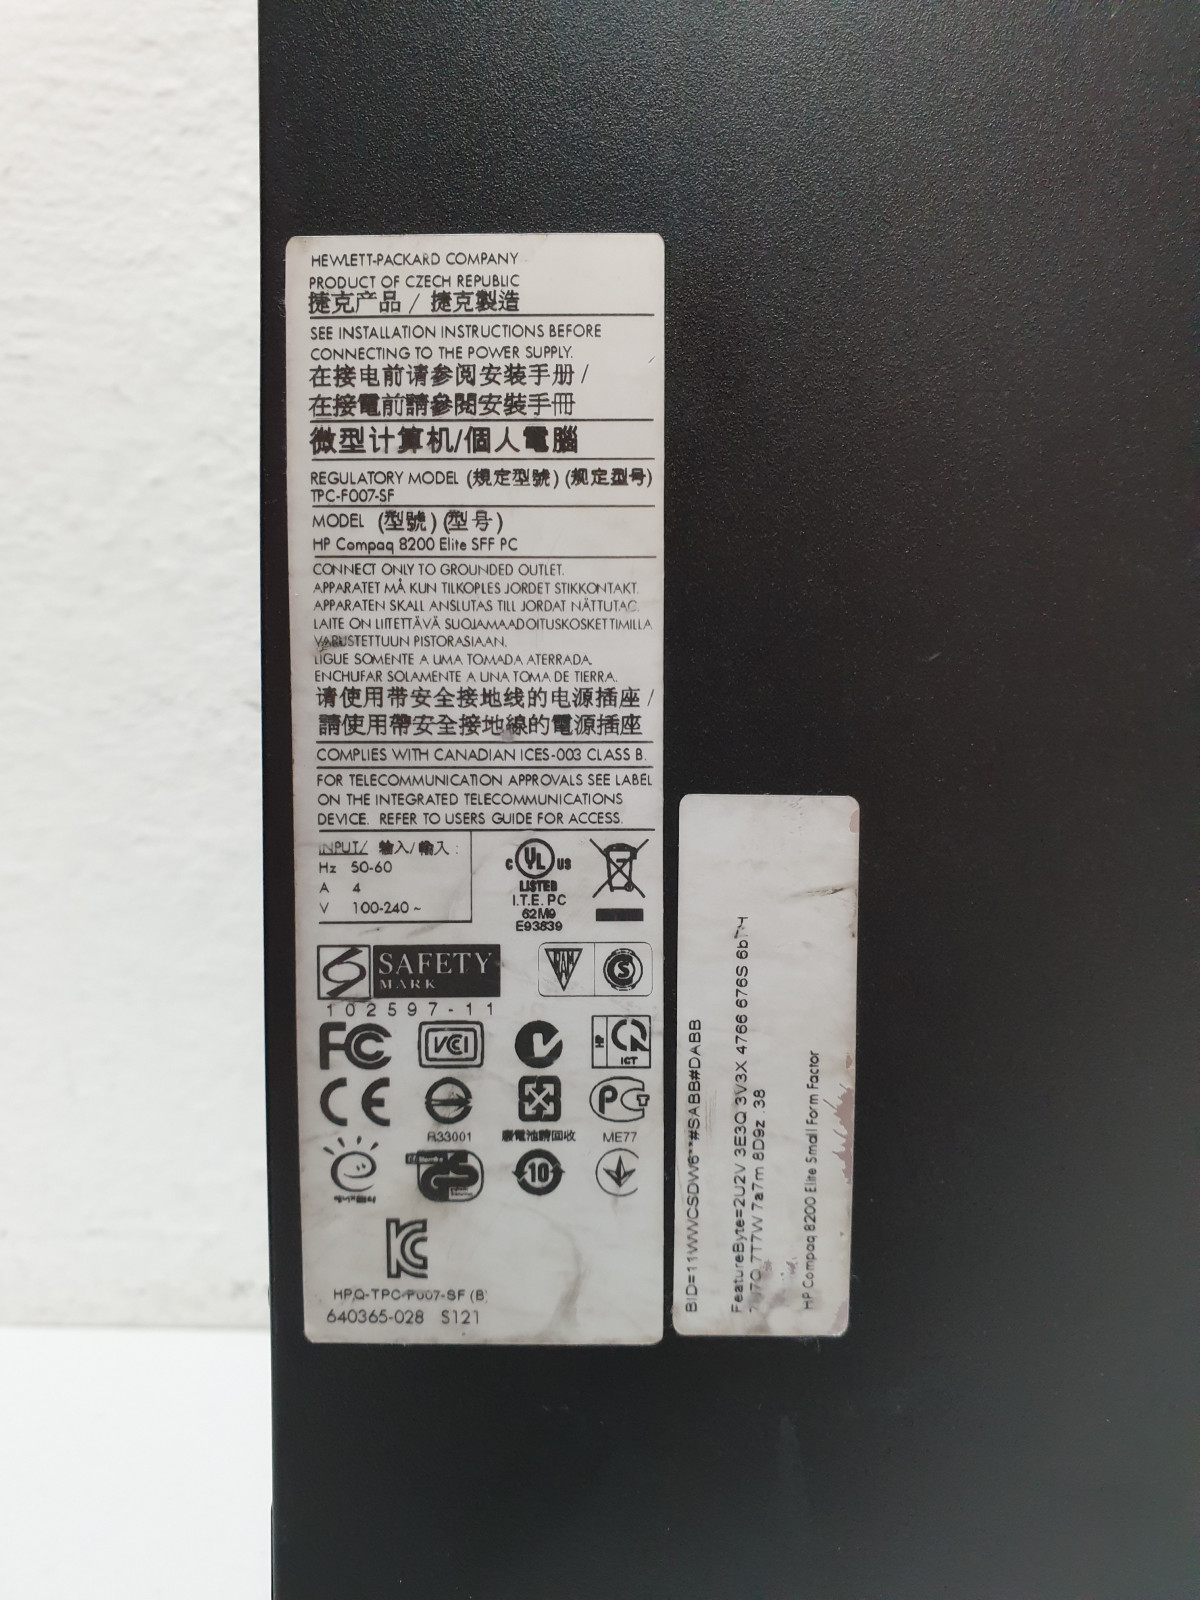 HEWLETT-PACKARD COMPANY
PRODUCT OF CZECH REPUBLIC
捷克产品 / 捷克製造
SEE INSTALLATION INSTRUCTIONS BEFORE
CONNECTING TO THE POWER SUPPLY.
在接电前请参阅安装手册 /
在接電前請參閱安裝手冊
微型计算机/個人電腦
REGULATORY MODEL (規定型號) (规定型号)
TPC-F007-SF
MODEL (型號) (型号)
HP Compaq 8200 Elite SFF PC
CONNECT ONLY TO GROUNDED OUTLET.
APPARATET MÅ KUN TILKOPLES JORDET STIKKONTAKT.
APPARATEN SKALL ANSLUTAS TILL JORDAT NÄTTUTAG.
LAITE ON LIITETTÄVÄ SUOJAMAADOITUSKOSKETTIMILLA
VARUSTETTUUN PISTORASIAAN.
LIGUE SOMENTE A UMA TOMADA ATERRADA.
ENCHUFAR SOLAMENTE A UNA TOMA DE TIERRA.
请使用带安全接地线的电源插座 /
請使用帶安全接地線的電源插座
COMPLIES WITH CANADIAN ICES-003 CLASS B.
FOR TELECOMMUNICATION APPROVALS SEE LABEL
ON THE INTEGRATED TELECOMMUNICATIONS
DEVICE. REFER TO USERS GUIDE FOR ACCESS.
INPUT/ 输入/輸入 :
Hz 50-60
A 4
V 100-240 ~
C UL US
LISTED
I.T.E. PC
62M9
E93839
SAFETY
MARK
102597-11
S
FC
VCI
HP
ICT
CE
R33001
廢電池請回收
PC
ME77
GS
10
KC
HPQ-TPC-F007-SF (B)
640365-028 S121
BID=11WWCSDW6**#SABB#DABB
FeatureByte=2U2V 3E3Q 3V3X 4766 676S
7T7W 7a7m 8D9z .38
HP Compaq 8200 Elite Small Form Factor